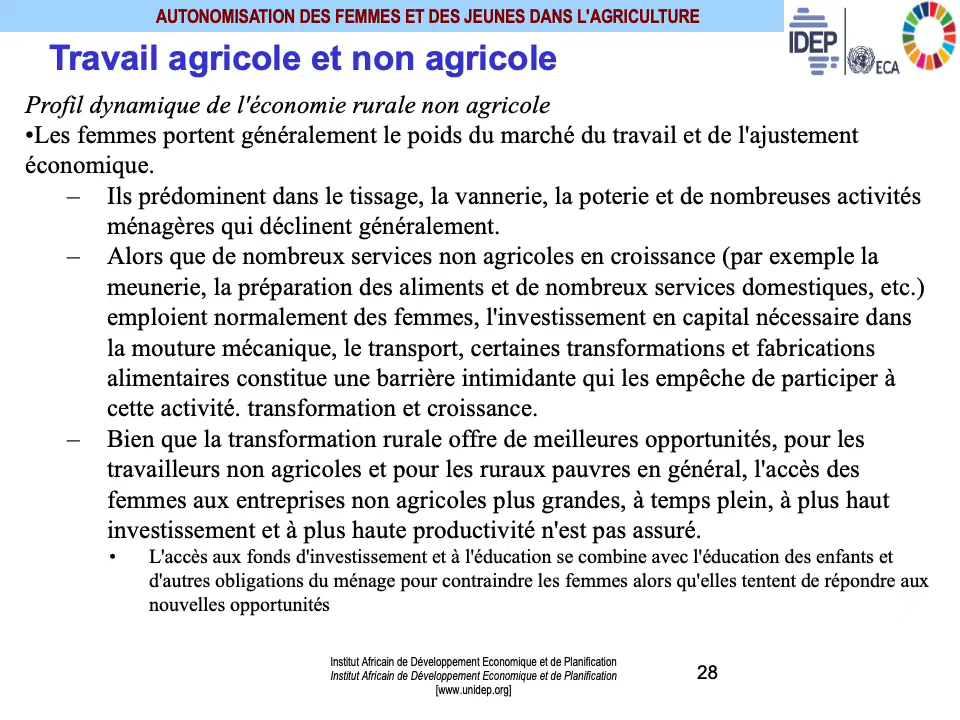 AUTONOMISATION DES FEMMES ET DES JEUNES DANS L'AGRICULTURE
IDEP
ECA
Travail agricole et non agricole
Profil dynamique de l'économie rurale non agricole
•Les femmes portent généralement le poids du marché du travail et de l'ajustement
économique.
– Ils prédominent dans le tissage, la vannerie, la poterie et de nombreuses activités
ménagères qui déclinent généralement.
– Alors que de nombreux services non agricoles en croissance (par exemple la
meunerie, la préparation des aliments et de nombreux services domestiques, etc.)
emploient normalement des femmes, l'investissement en capital nécessaire dans
la mouture mécanique, le transport, certaines transformations et fabrications
alimentaires constitue une barrière intimidante qui les empêche de participer à
cette activité. transformation et croissance.
– Bien que la transformation rurale offre de meilleures opportunités, pour les
travailleurs non agricoles et pour les ruraux pauvres en général, l'accès des
femmes aux entreprises non agricoles plus grandes, à temps plein, à plus haut
investissement et à plus haute productivité n'est pas assuré.
• L'accès aux fonds d'investissement et à l'éducation se combine avec l'éducation des enfants et
d'autres obligations du ménage pour contraindre les femmes alors qu'elles tentent de répondre aux
nouvelles opportunités
Institut Africain de Développement Economique et de Planification
Institut Africain de Développement Economique et de Planification
[www.unidep.org]
28